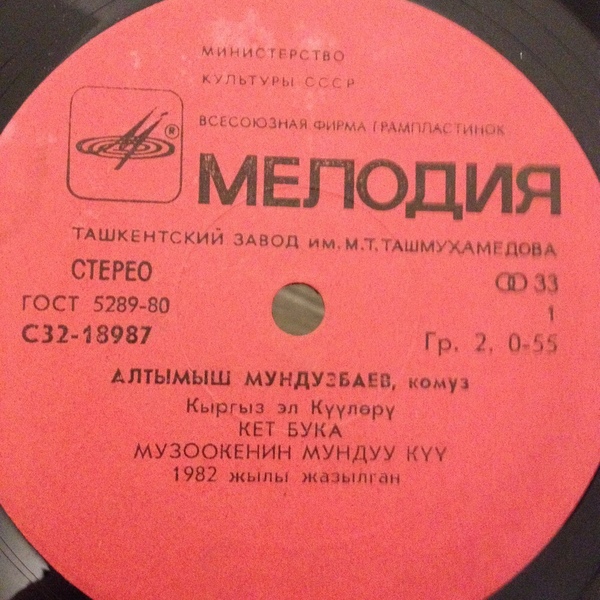 МИНИСТЕРСТВО
КУЛЬТУРЫ СССР
ВСЕСОЮЗНАЯ ФИРМА ГРАМПЛАСТИНОК
®
МЕЛОДИЯ
ТАШКЕНТСКИЙ ЗАВОД ИМ. М.Т. ТАШМУХАМЕДОВА
СТЕРЕО
33
ГОСТ 5289-80
1
С32-18987
Гр. 2, 0-55
АЛТЫМЫШ МУНДУЗБАЕВ, комуз
Кыргыз эл Күүлөрү
КЕТ БУКА
МУЗООКЕНИН МУНДУУ КҮҮ
1982 жылы жазылган